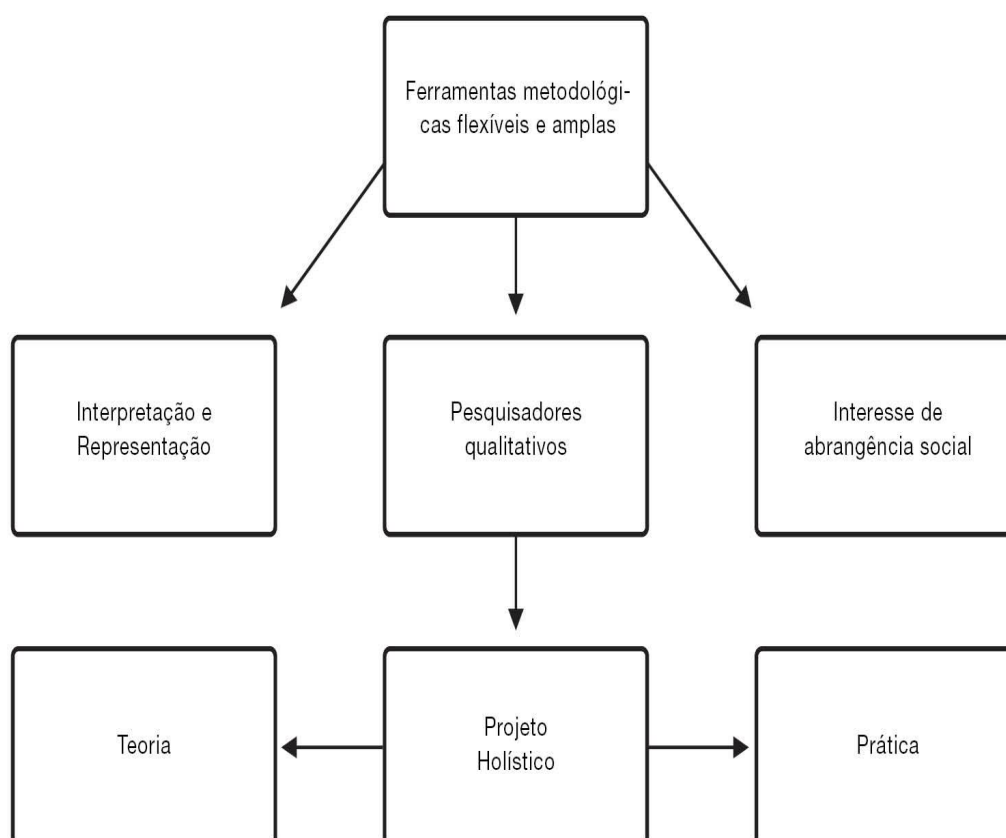 Ferramentas metodológi-
cas flexíveis e amplas
Interpretação e
Representação
Pesquisadores
qualitativos
Interesse de
abrangência social
Teoria
Projeto
Holístico
Prática